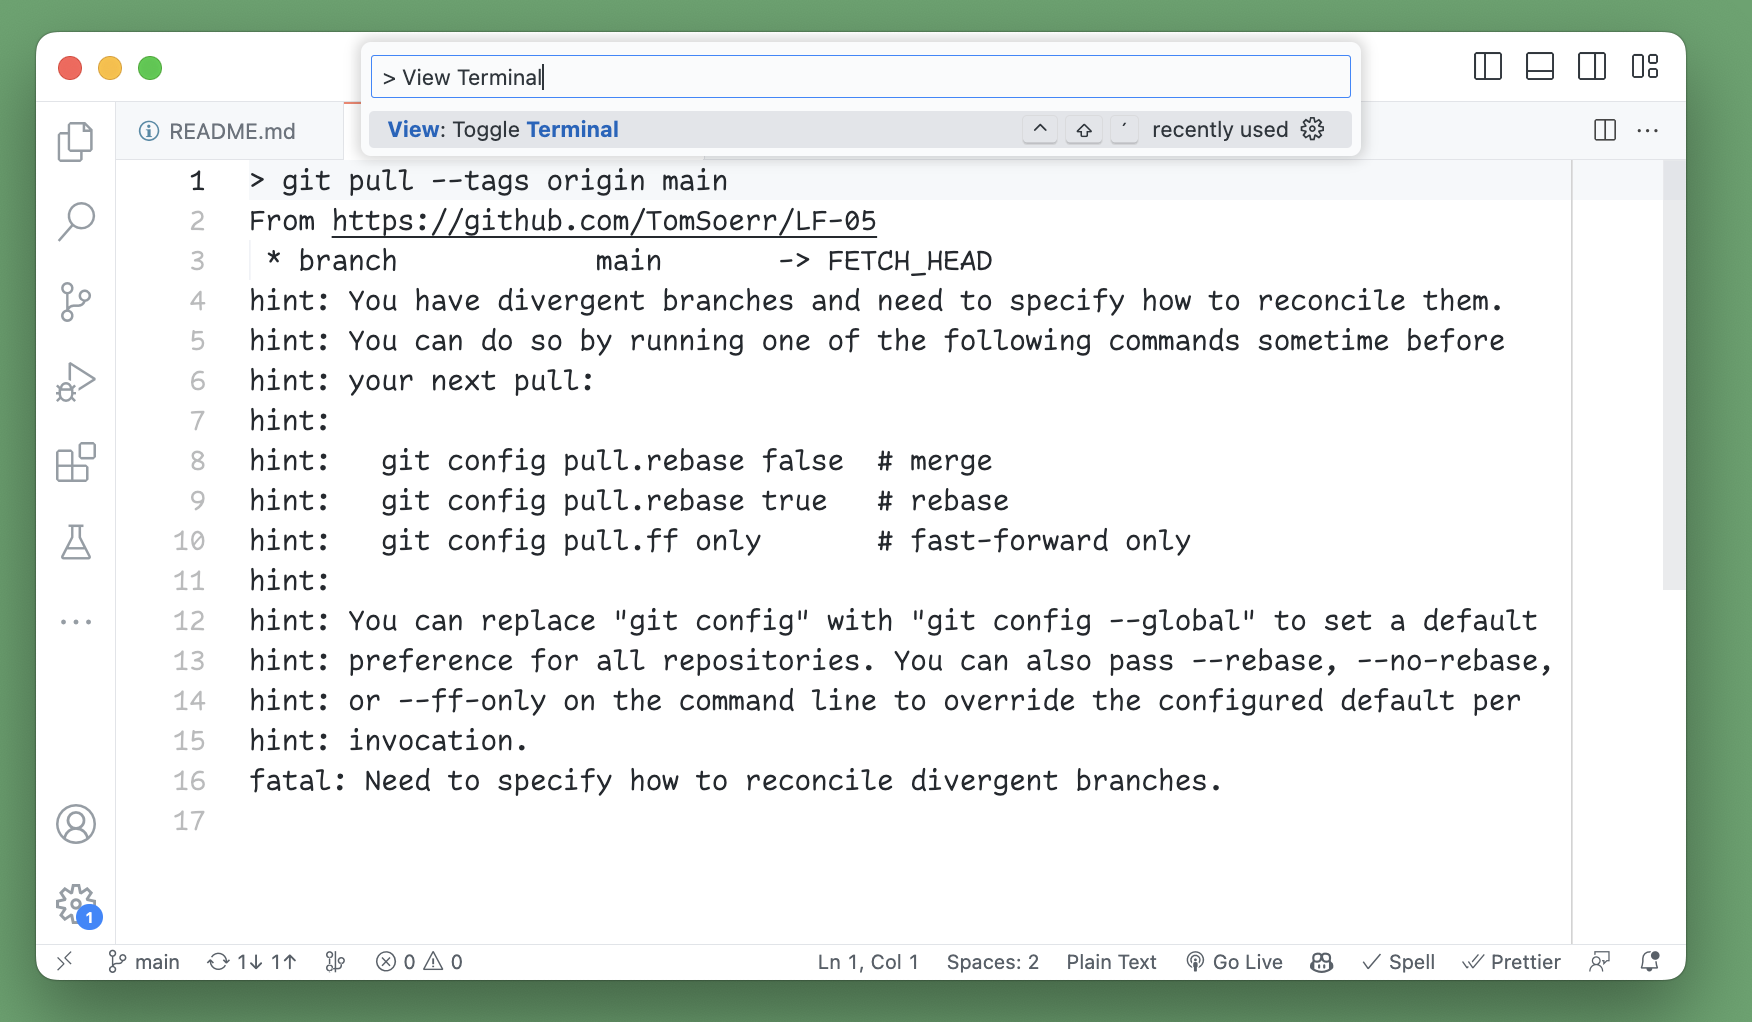 > View Terminal
View: Toggle Terminal recently used
README.md
1 > git pull --tags origin main
2 From https://github.com/TomSoerr/LF-05
3 * branch main -> FETCH_HEAD
4 hint: You have divergent branches and need to specify how to reconcile them.
5 hint: You can do so by running one of the following commands sometime before
6 hint: your next pull:
7 hint:
8 hint: git config pull.rebase false # merge
9 hint: git config pull.rebase true # rebase
10 hint: git config pull.ff only # fast-forward only
11 hint:
12 hint: You can replace "git config" with "git config --global" to set a default
13 hint: preference for all repositories. You can also pass --rebase, --no-rebase,
14 hint: or --ff-only on the command line to override the configured default per
15 hint: invocation.
16 fatal: Need to specify how to reconcile divergent branches.
17
1
main 1↓ 1↑ 0 0 Ln 1, Col 1 Spaces: 2 Plain Text Go Live Spell Prettier